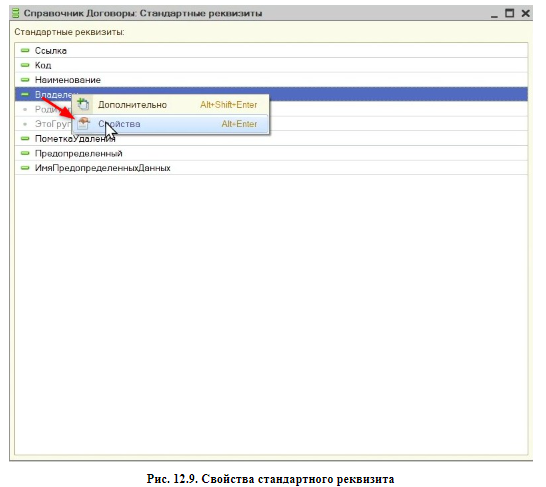 Справочник Договоры: Стандартные реквизиты
Стандартные реквизиты:
Ссылка
Код
Наименование
Владелец
Дополнительно Alt+Shift+Enter
Свойства Alt+Enter
ПометкаУдаления
Предопределенный
ИмяПредопределенныхДанных
Рис. 12.9. Свойства стандартного реквизита